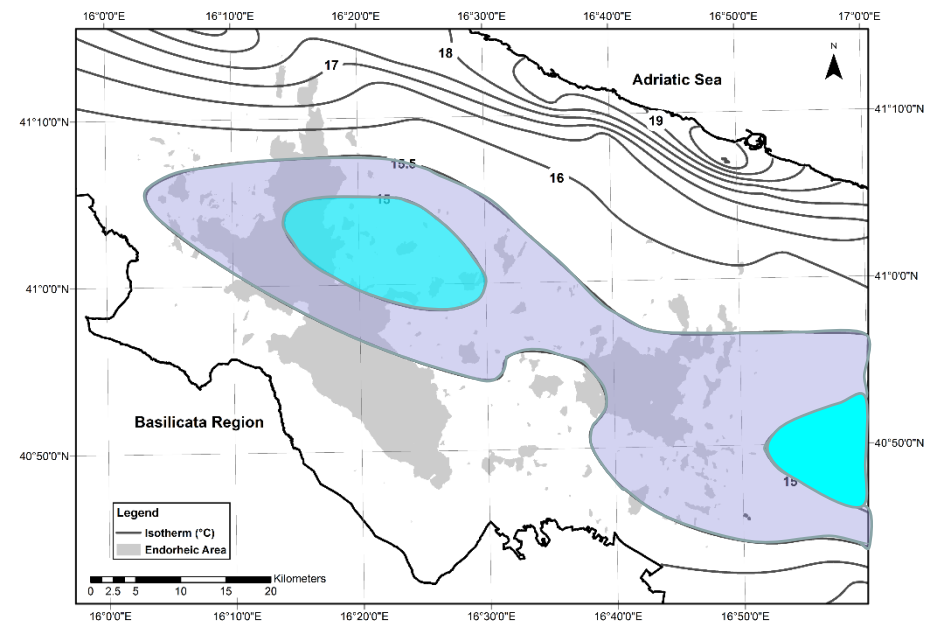 16°0'0"E 16°10'0"E 16°20'0"E 16°30'0"E 16°40'0"E 16°50'0"E 17°0'0"E
18
N
17
Adriatic Sea
41°10'0"N
19
41°10'0"N
15.5
16
15
41°0'0"N
41°0'0"N
Basilicata Region
40°50'0"N
40°50'0"N
15
Legend
Isotherm (°C)
Endorheic Area
Kilometers
0 2.5 5 10 15 20
16°0'0"E 16°10'0"E 16°20'0"E 16°30'0"E 16°40'0"E 16°50'0"E